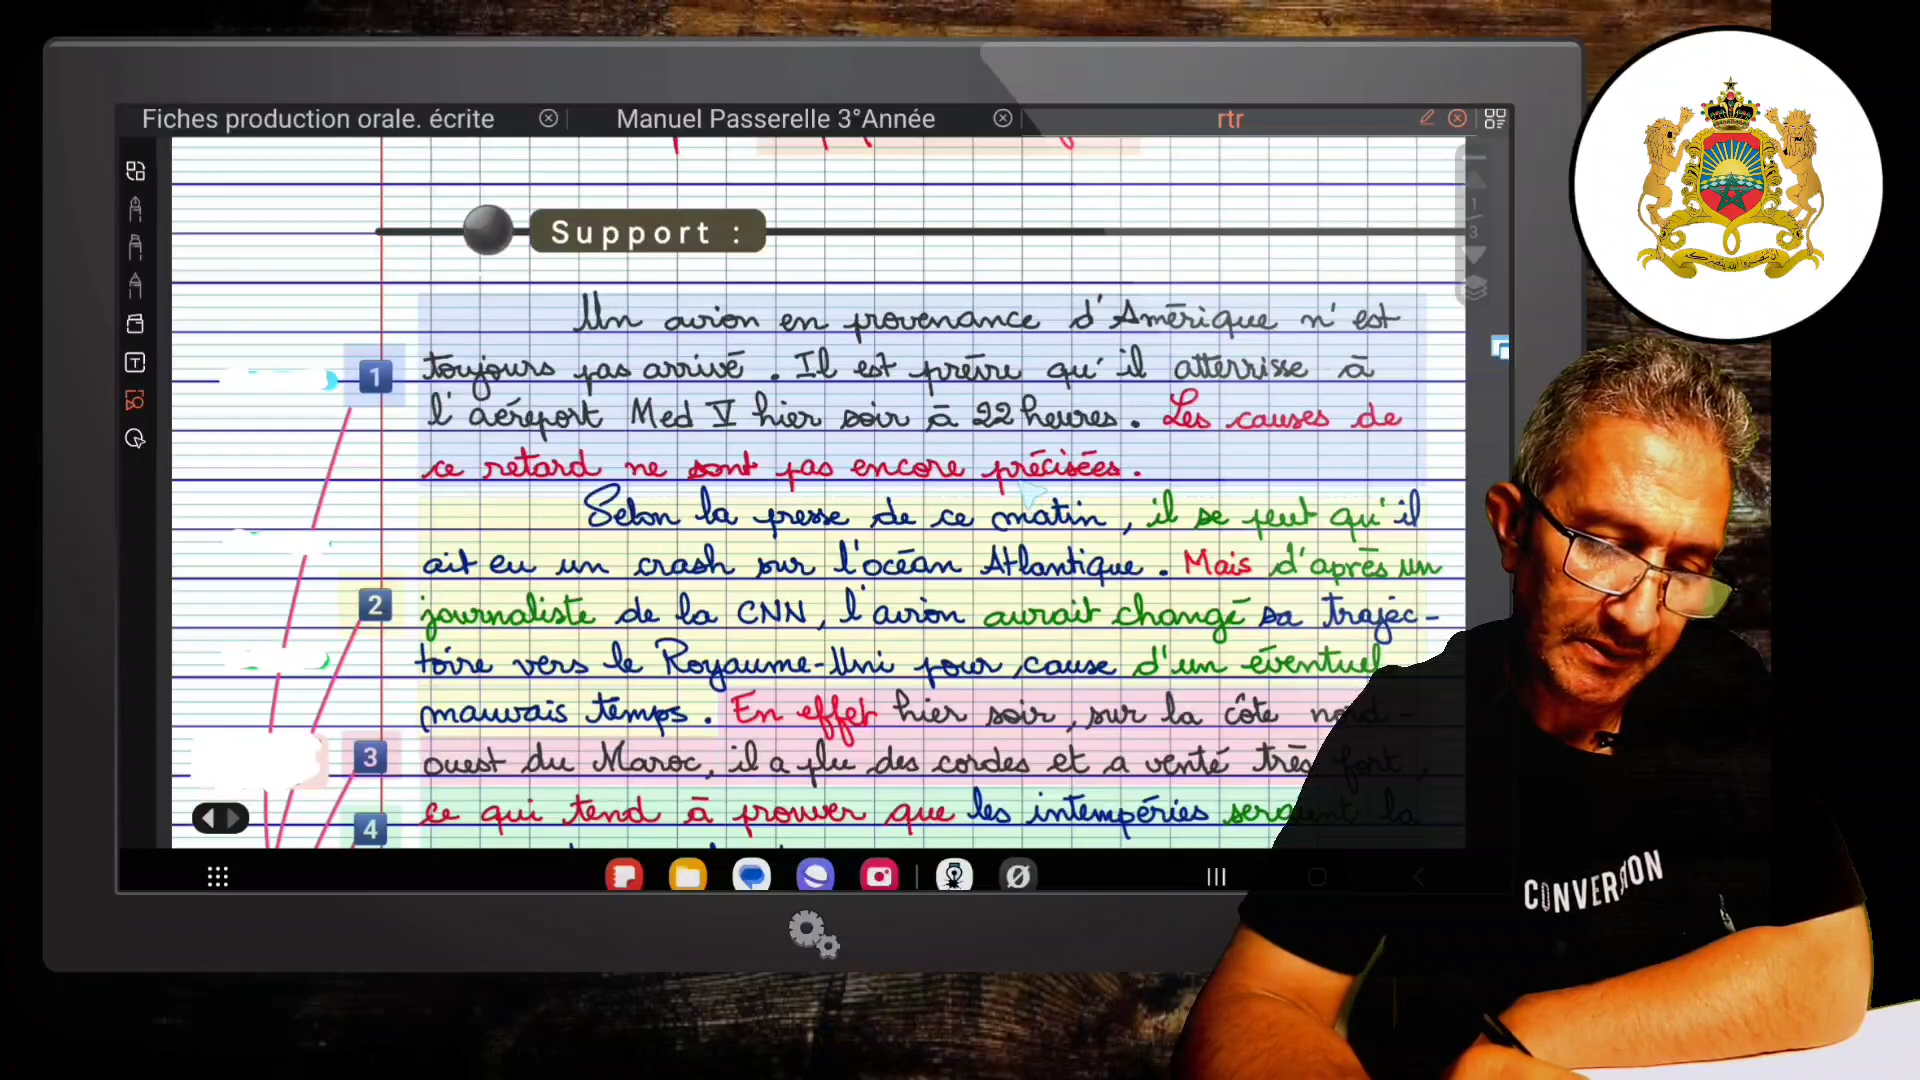 Fiches production orale. écrite
Manuel Passerelle 3°Année
rtr
Support :
Un avion en provenance d'Amérique n'est
1
toujours pas arrivé. Il est prévu qu'il atterrisse à
l'aéroport Med V hier soir à 22 heures. Les causes de
ce retard ne sont pas encore précisées.
Selon la presse de ce matin, il se peut qu'il
ait eu un crash sur l'océan Atlantique. Mais d'après un
2
journaliste de la CNN, l'avion aurait changé sa trajec-
toire vers le Royaume-Uni pour cause d'un éventuel
mauvais temps. En effet hier soir, sur la côte nord-
3
ouest du Maroc, il a plu des cordes et a venté très fort,
4
ce qui tend à prouver que les intempéries seraient la
1
3
CONVERSATION